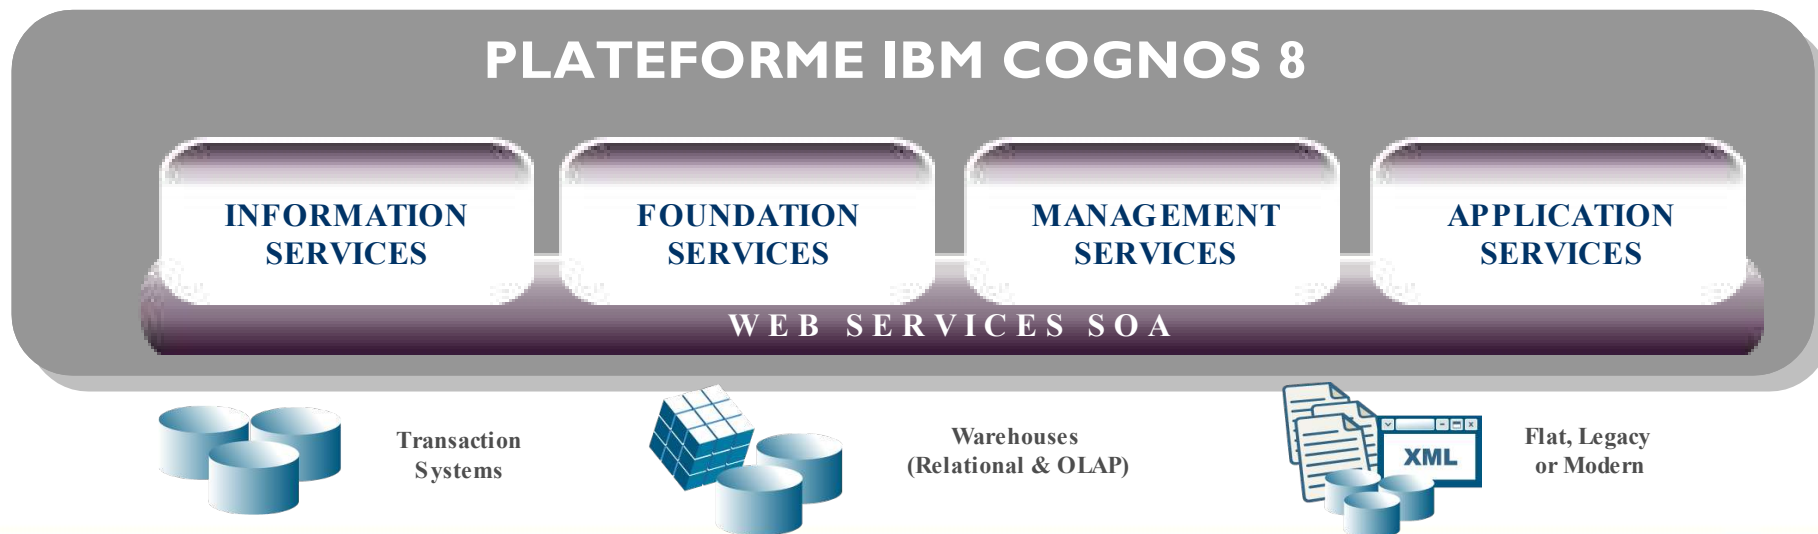 PLATEFORME IBM COGNOS 8
INFORMATION
SERVICES
FOUNDATION
SERVICES
MANAGEMENT
SERVICES
APPLICATION
SERVICES
WEB SERVICES SOA
Transaction
Systems
Warehouses
(Relational & OLAP)
XML
Flat, Legacy
or Modern